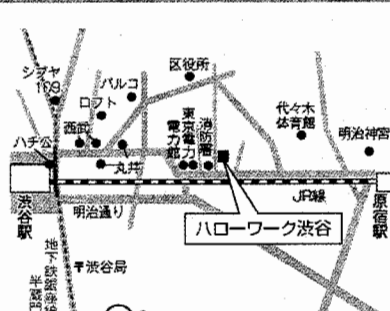 区役所
シブヤ
109
パルコ
ロフト
西武
ハチ公
丸井
東京電力
電力館
消防署
代々木
体育館
明治神宮
渋谷駅
JR線
原宿駅
明治通り
ハローワーク渋谷
〒渋谷局
地下鉄銀座線
半蔵門